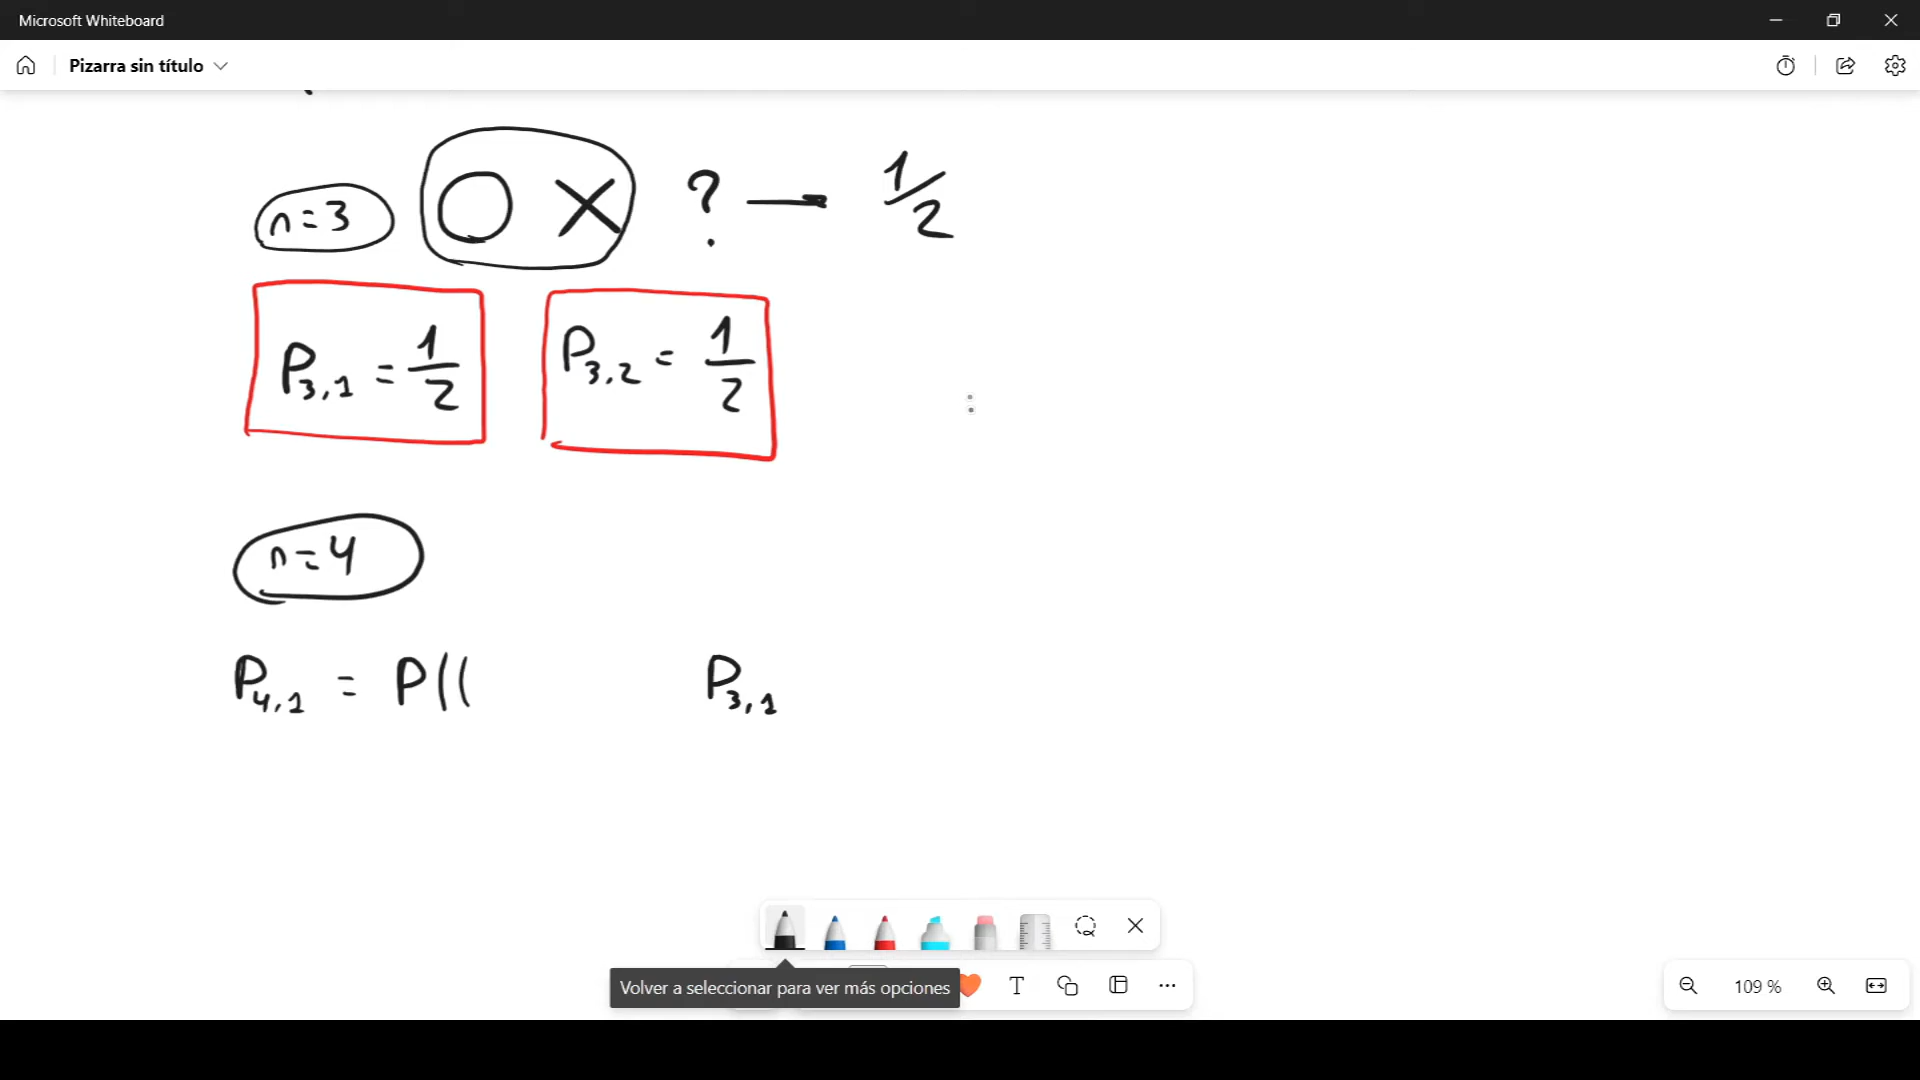 Microsoft Whiteboard
Pizarra sin título
n=3 O X ? — 1/2
P3,1 = 1/2 P3,2 = 1/2
n=4
P4,1 = P(( P3,1
Volver a seleccionar para ver más opciones
T
109 %